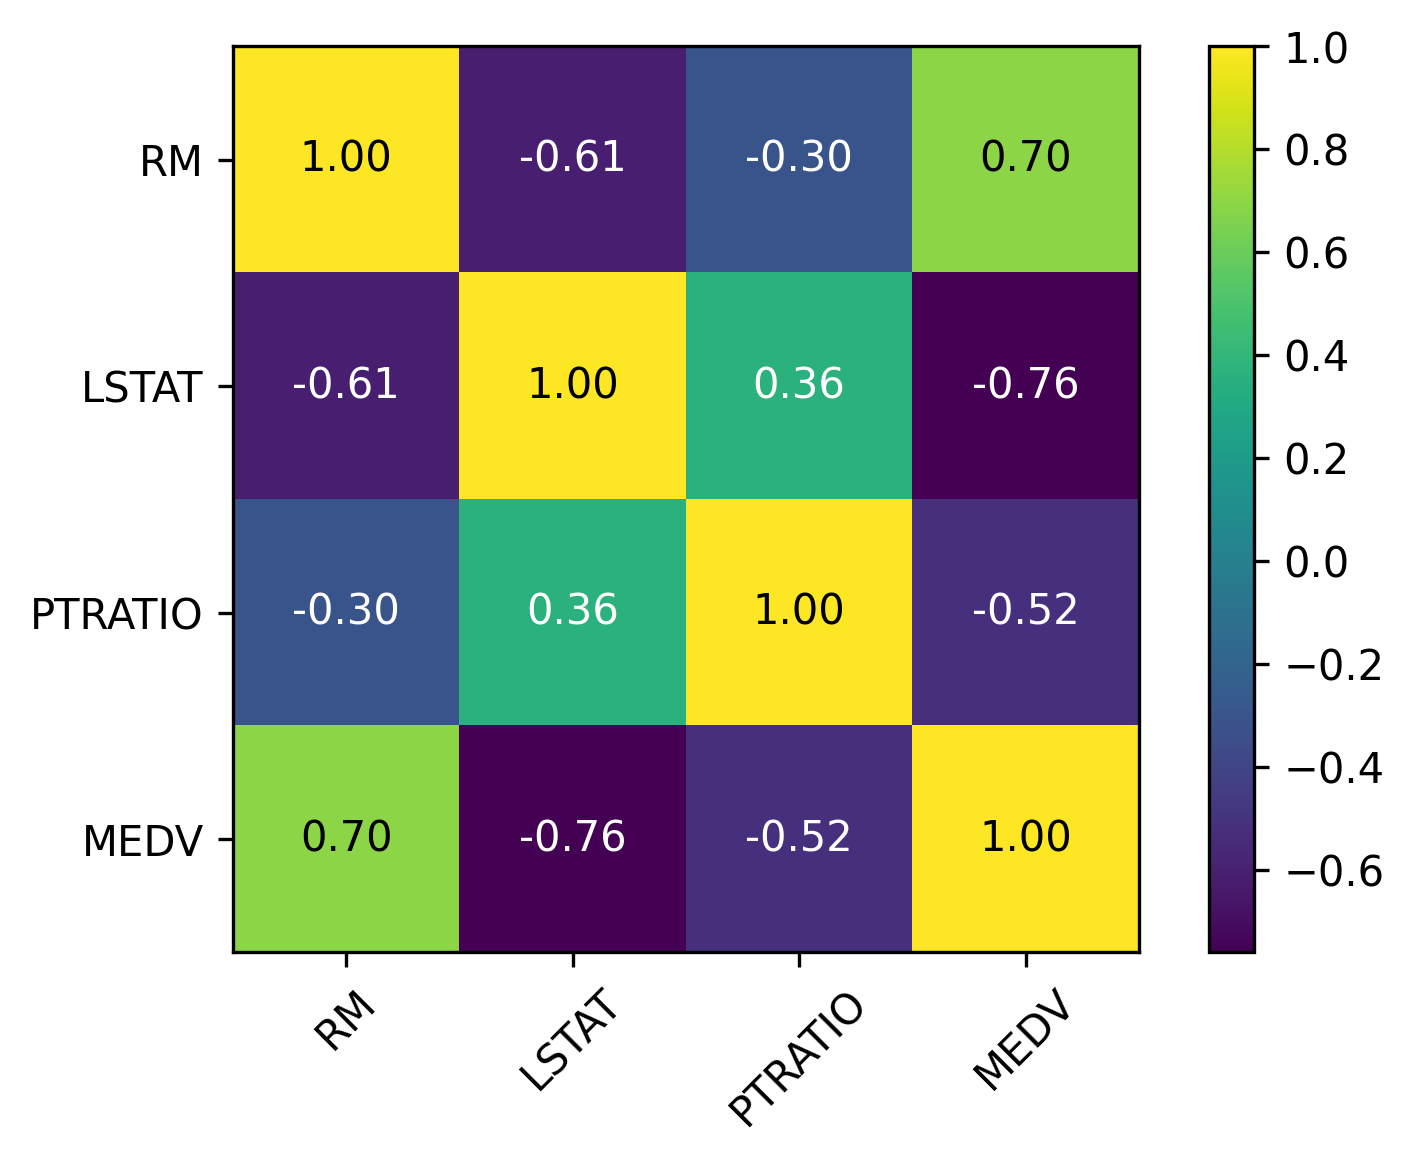 1.0
RM 1.00 -0.61 -0.30 0.70
0.8
0.6
LSTAT -0.61 1.00 0.36 -0.76
0.4
0.2
0.0
PTRATIO -0.30 0.36 1.00 -0.52
−0.2
−0.4
MEDV 0.70 -0.76 -0.52 1.00
−0.6
RM LSTAT PTRATIO MEDV